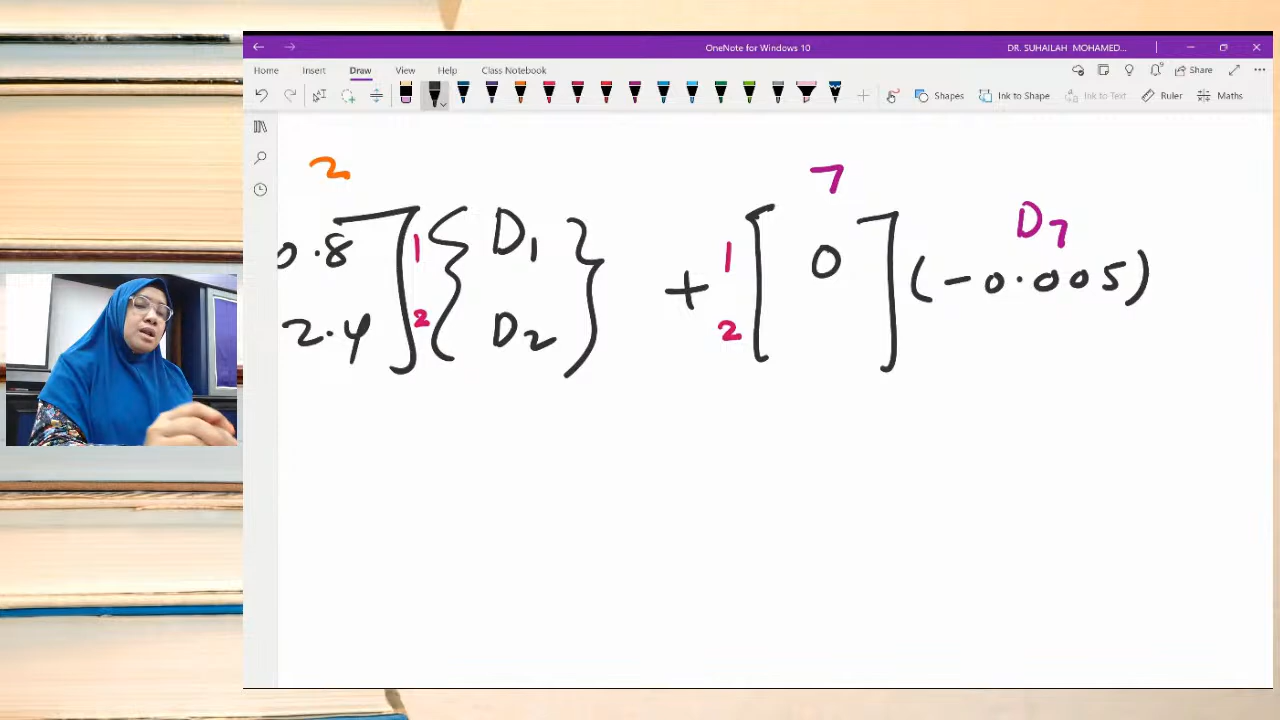 OneNote for Windows 10 DR. SUHAILAH MOHAMED...
Home Insert Draw View Help Class Notebook Share
Shapes Ink to Shape Ink to Text Ruler Maths
2 7
D7
0.8 1 { D1 } + 1 [ 0 ] (-0.005)
2.4 2 D2 2